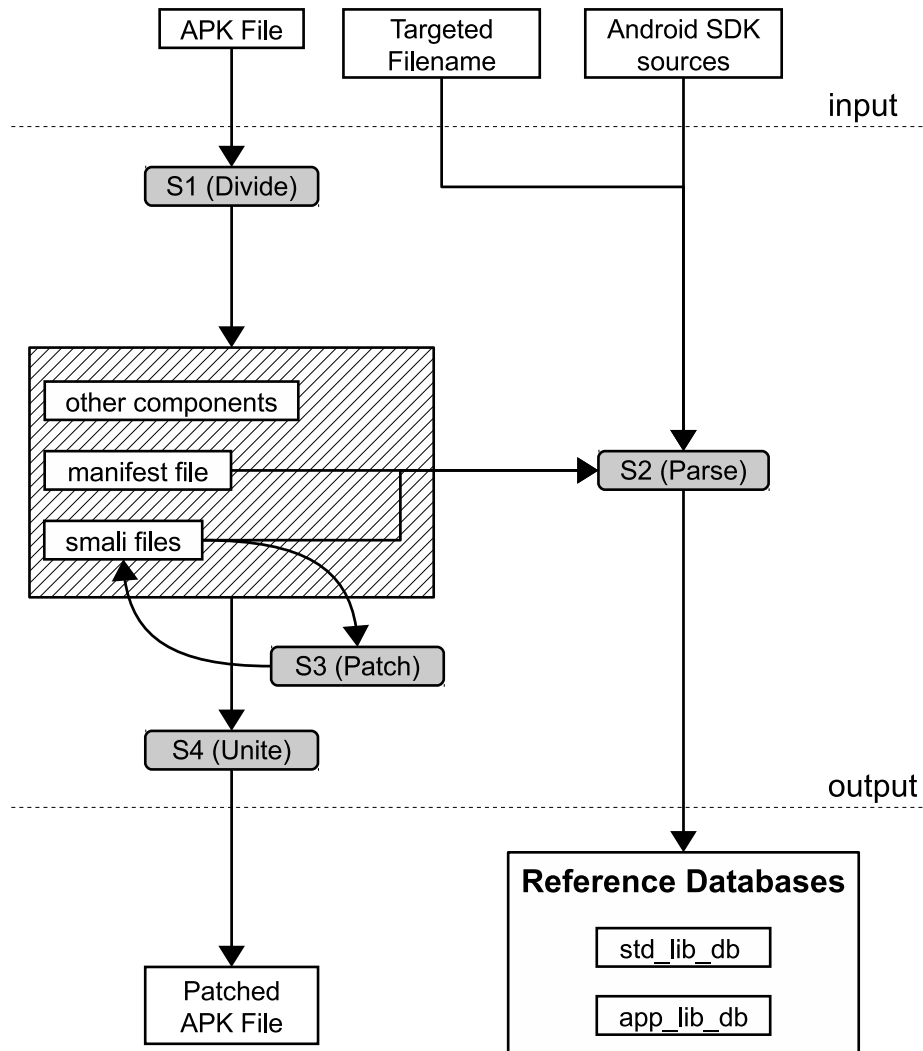 APK File
Targeted
Filename
Android SDK
sources
input
S1 (Divide)
other components
manifest file
smali files
S2 (Parse)
S3 (Patch)
S4 (Unite)
output
Reference Databases
std_lib_db
app_lib_db
Patched
APK File